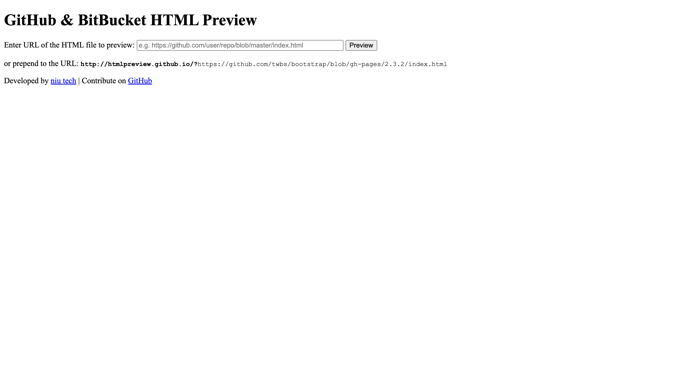 GitHub & BitBucket HTML Preview
Enter URL of the HTML file to preview: e.g. https://github.com/user/repo/blob/master/index.html Preview
or prepend to the URL: http://htmlpreview.github.io/?https://github.com/twbs/bootstrap/blob/gh-pages/2.3.2/index.html
Developed by niu tech | Contribute on GitHub